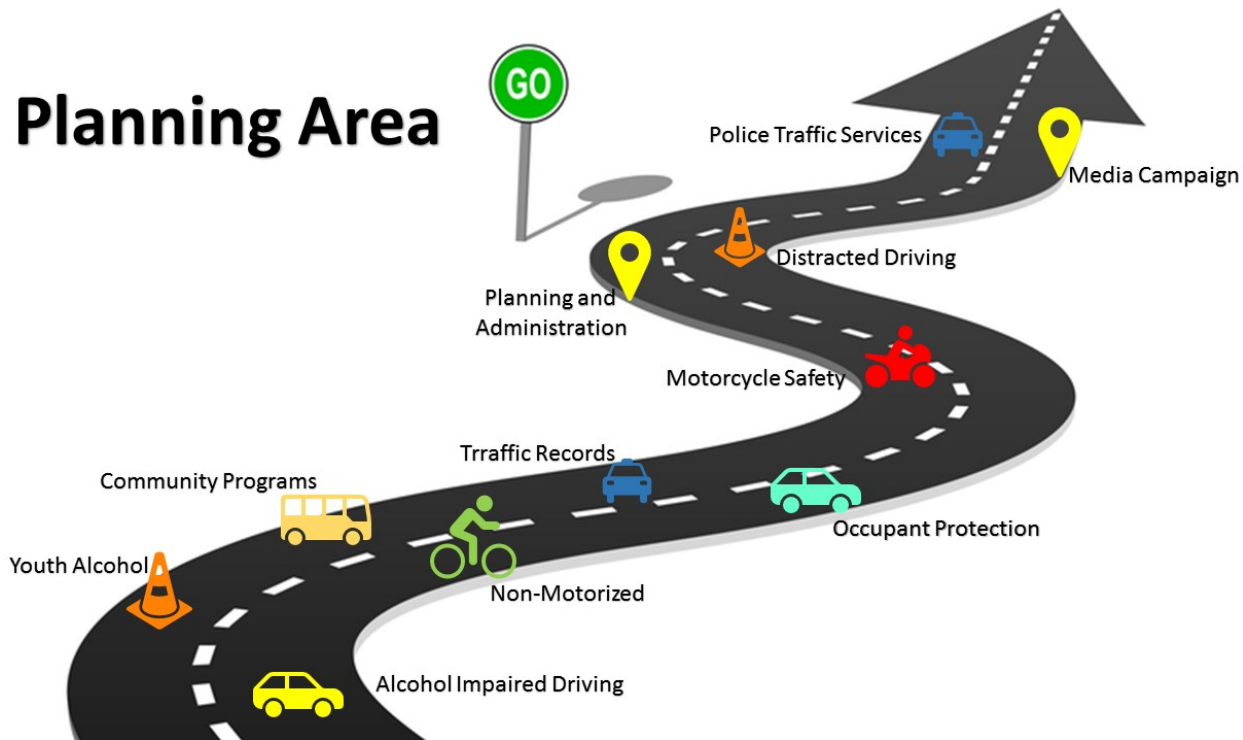 GO
Planning Area
Police Traffic Services
Media Campaign
Distracted Driving
Planning and
Administration
Motorcycle Safety
Trraffic Records
Community Programs
Occupant Protection
Youth Alcohol
Non-Motorized
Alcohol Impaired Driving